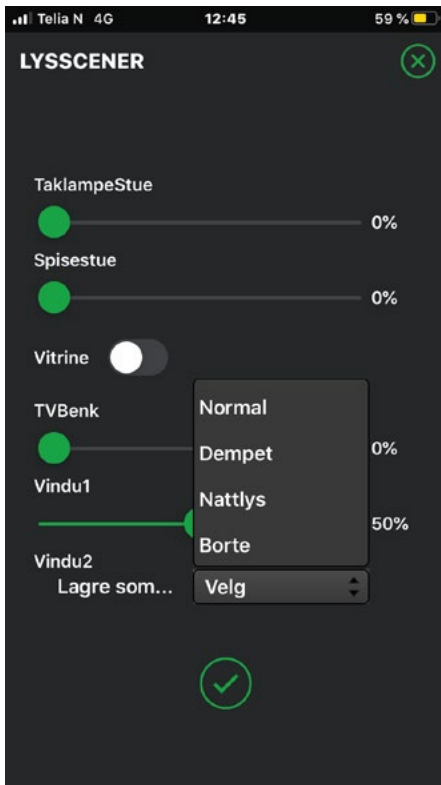 Telia N 4G 12:45 59 %
LYSSCENER
TaklampeStue
0%
Spisestue
0%
Vitrine
TVBenk
0%
Vindu1
50%
Vindu2
Normal
Dempet
Nattlys
Borte
Lagre som... Velg